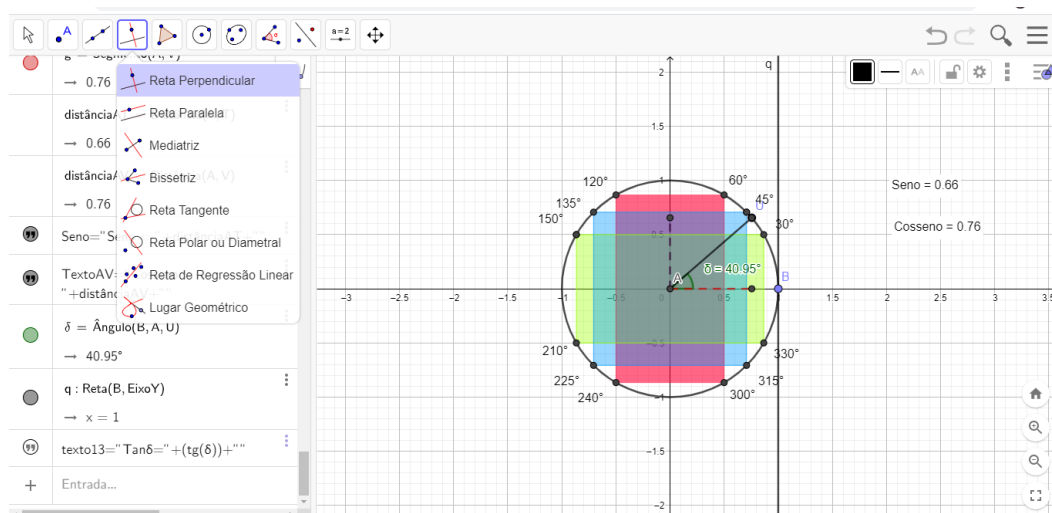 A
a=2
→ 0.76
distânciaA
→ 0.66
distânciaA
(A, V)
→ 0.76
Seno="Se
TextoAV=
"+distânc
δ = Ângulo(B, A, U)
→ 40.95°
q : Reta(B, EixoY)
→ x = 1
texto13="Tanδ="+(tg(δ))+""
+ Entrada...
Reta Perpendicular
Reta Paralela
Mediatriz
Bissetriz
Reta Tangente
Reta Polar ou Diametral
Reta de Regressão Linear
Lugar Geométrico
AA
q
2
1.5
1
0.5
−0.5
−1
−1.5
−2
−3
−2.5
−2
−1.5
−1
−0.5
0
0.5
1
1.5
2
2.5
3
3.5
120°
60°
135°
45°
U
150°
30°
δ = 40.95°
A
B
210°
330°
225°
315°
240°
300°
Seno = 0.66
Cosseno = 0.76